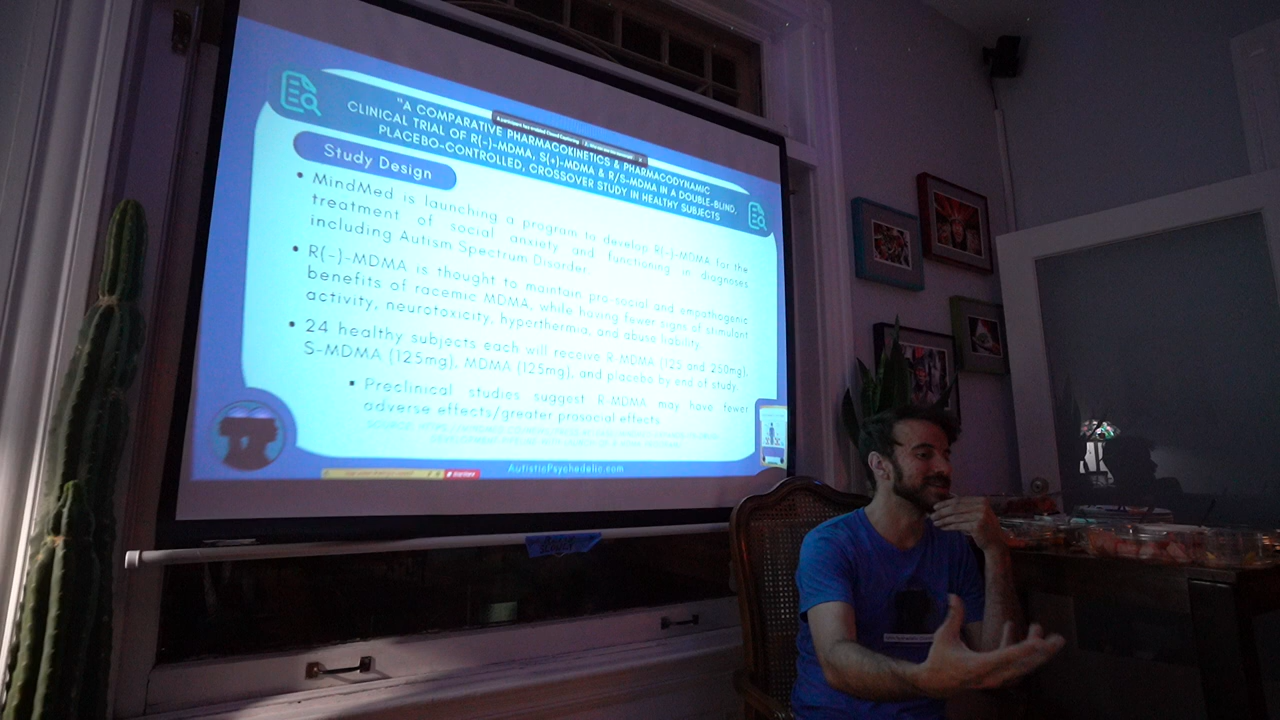 "A COMPARATIVE PHARMACOKINETICS & PHARMACODYNAMIC
CLINICAL TRIAL OF R(-)-MDMA, S(+)-MDMA & R/S-MDMA IN A DOUBLE-BLIND,
PLACEBO-CONTROLLED, CROSSOVER STUDY IN HEALTHY SUBJECTS
Study Design
• MindMed is launching a program to develop R(-)-MDMA for the
treatment of social anxiety and functioning in diagnoses
including Autism Spectrum Disorder.
• R(-)-MDMA is thought to maintain pro-social and empathogenic
benefits of racemic MDMA, while having fewer signs of stimulant
activity, neurotoxicity, hyperthermia, and abuse liability.
• 24 healthy subjects each will receive R-MDMA (125 and 250mg),
S-MDMA (125mg), MDMA (125mg), and placebo by end of study.
▪ Preclinical studies suggest R-MDMA may have fewer
adverse effects/greater prosocial effects.
AutisticPsychedelic.com